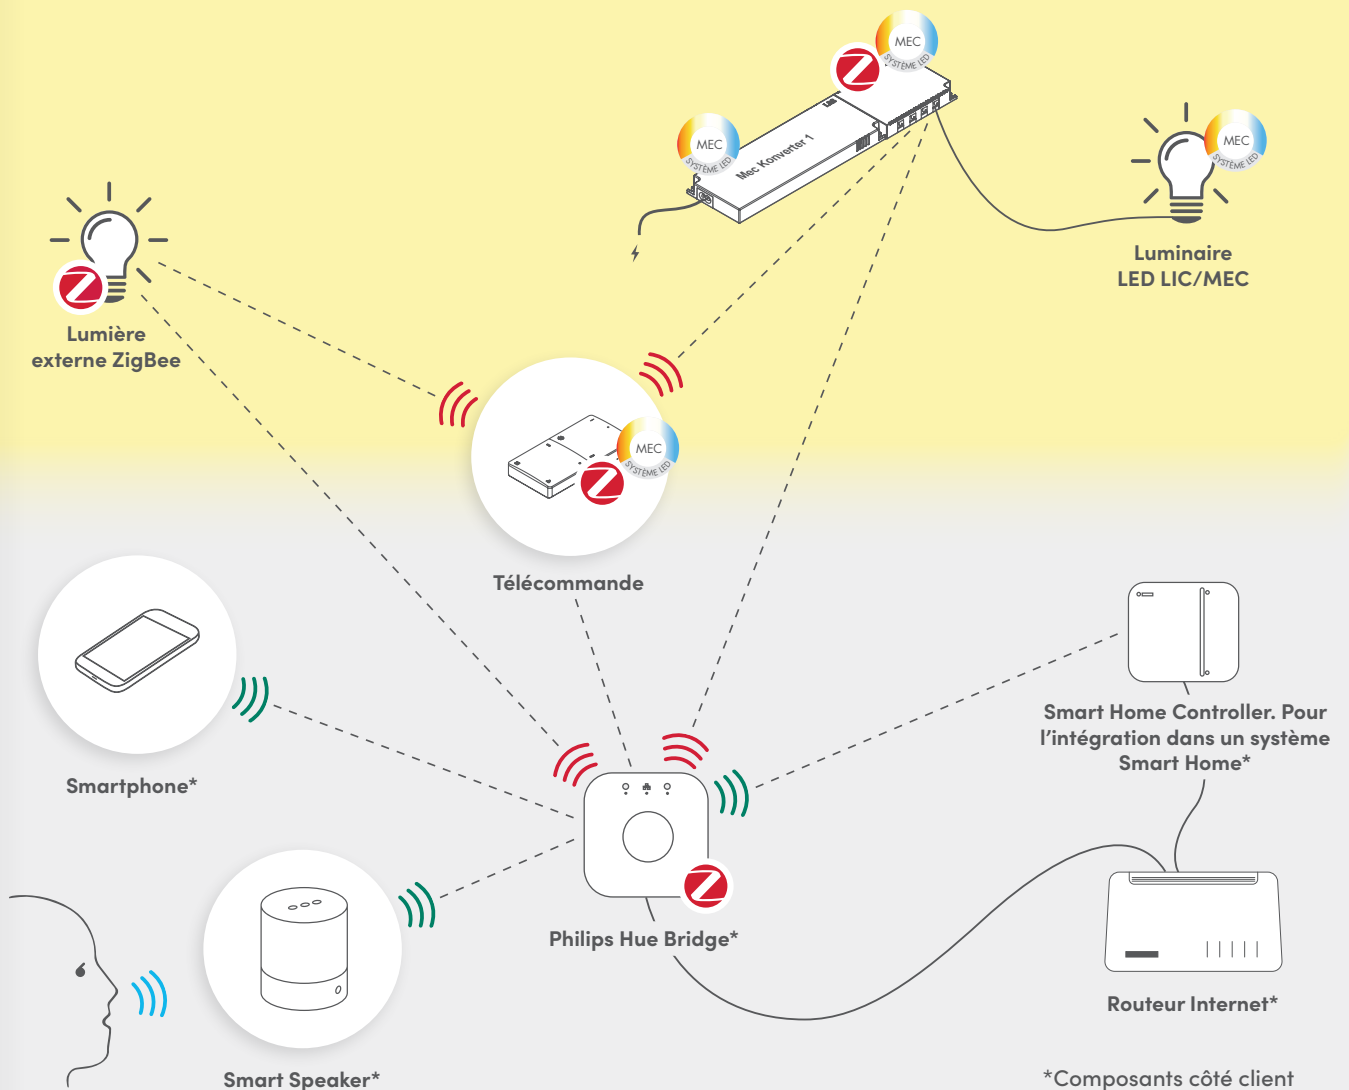 MEC
SYSTÈME LED
MEC
SYSTÈME LED
Mec Konverter 1
MEC
SYSTÈME LED
Luminaire
LED LIC/MEC
Lumière
externe ZigBee
MEC
SYSTÈME LED
Télécommande
Smart Home Controller. Pour
l'intégration dans un système
Smart Home*
Smartphone*
Philips Hue Bridge*
Routeur Internet*
Smart Speaker*
*Composants côté client